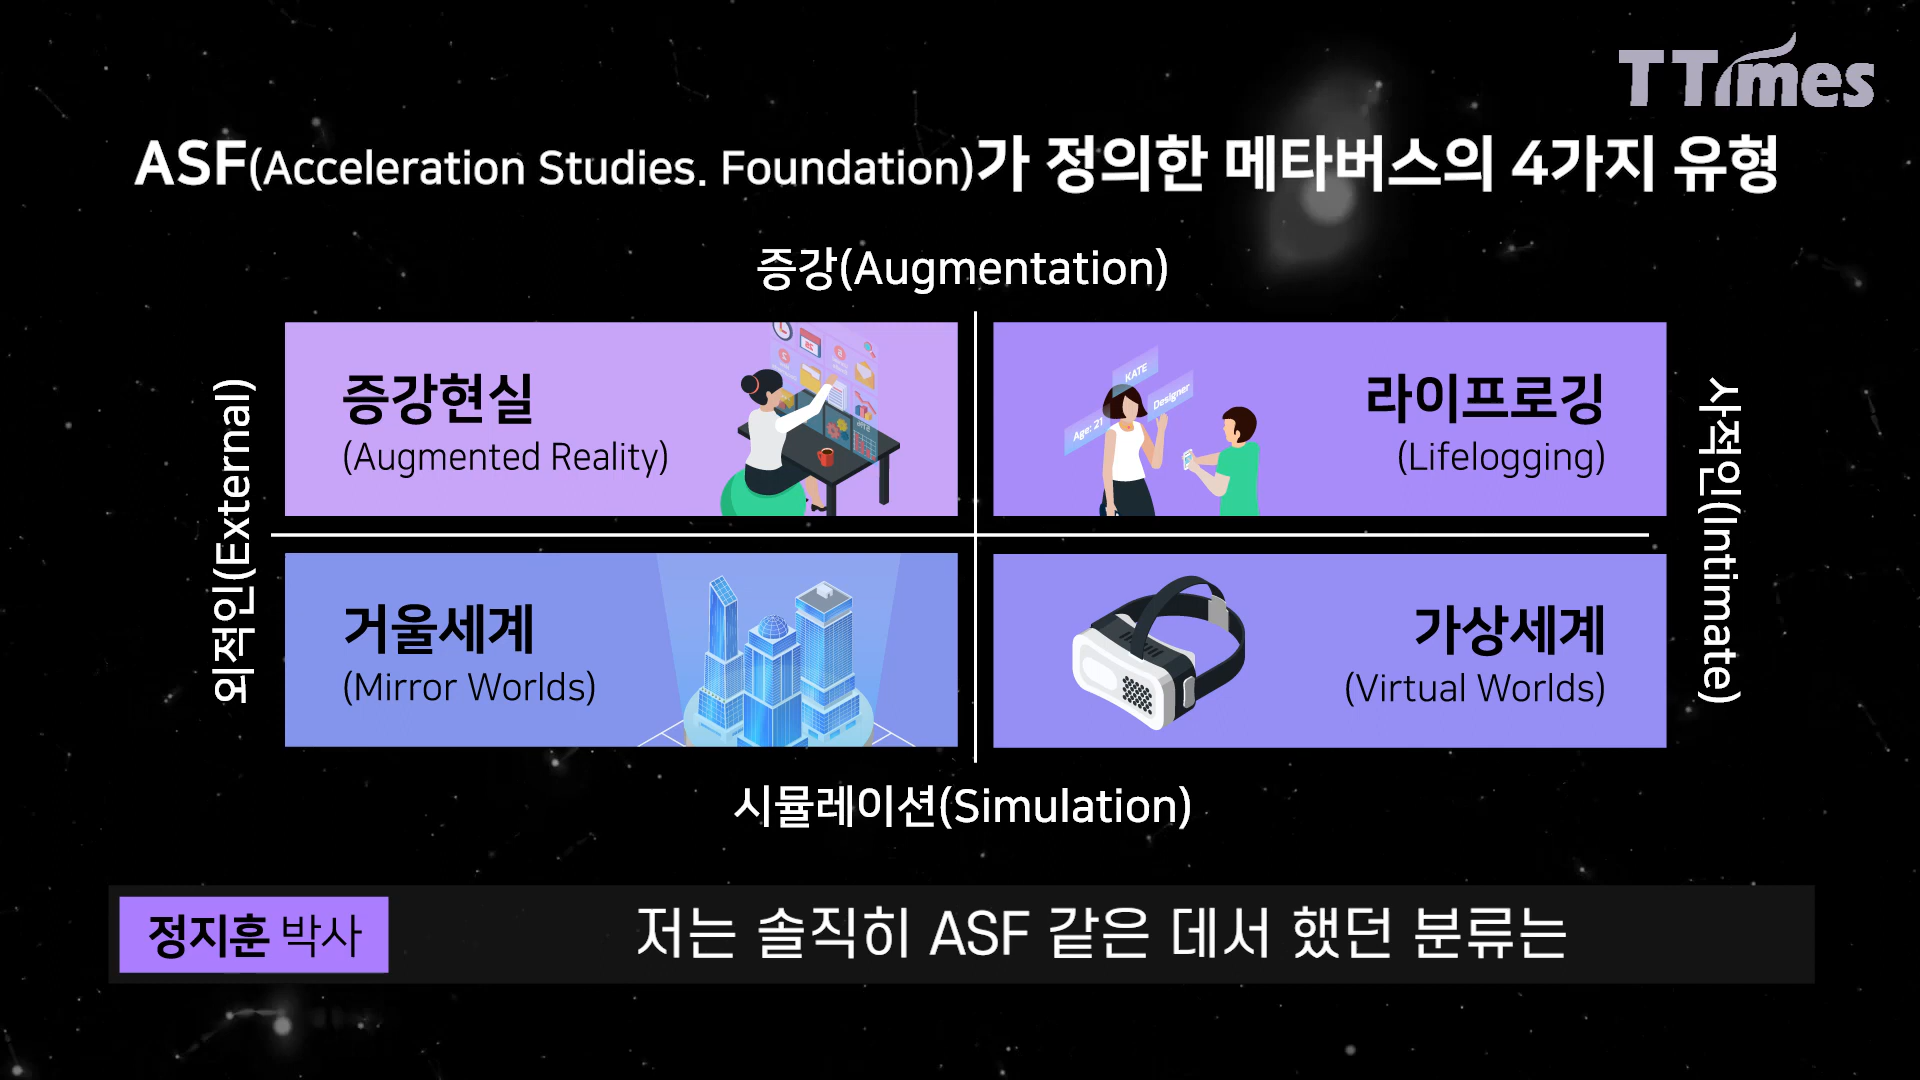 TTimes
ASF(Acceleration Studies. Foundation)가 정의한 메타버스의 4가지 유형
증강(Augmentation)
외적인(External)
증강현실
(Augmented Reality)
KATE
Designer
Age: 21
라이프로깅
(Lifelogging)
사적인(Intimate)
거울세계
(Mirror Worlds)
가상세계
(Virtual Worlds)
시뮬레이션(Simulation)
정지훈 박사
저는 솔직히 ASF 같은 데서 했던 분류는